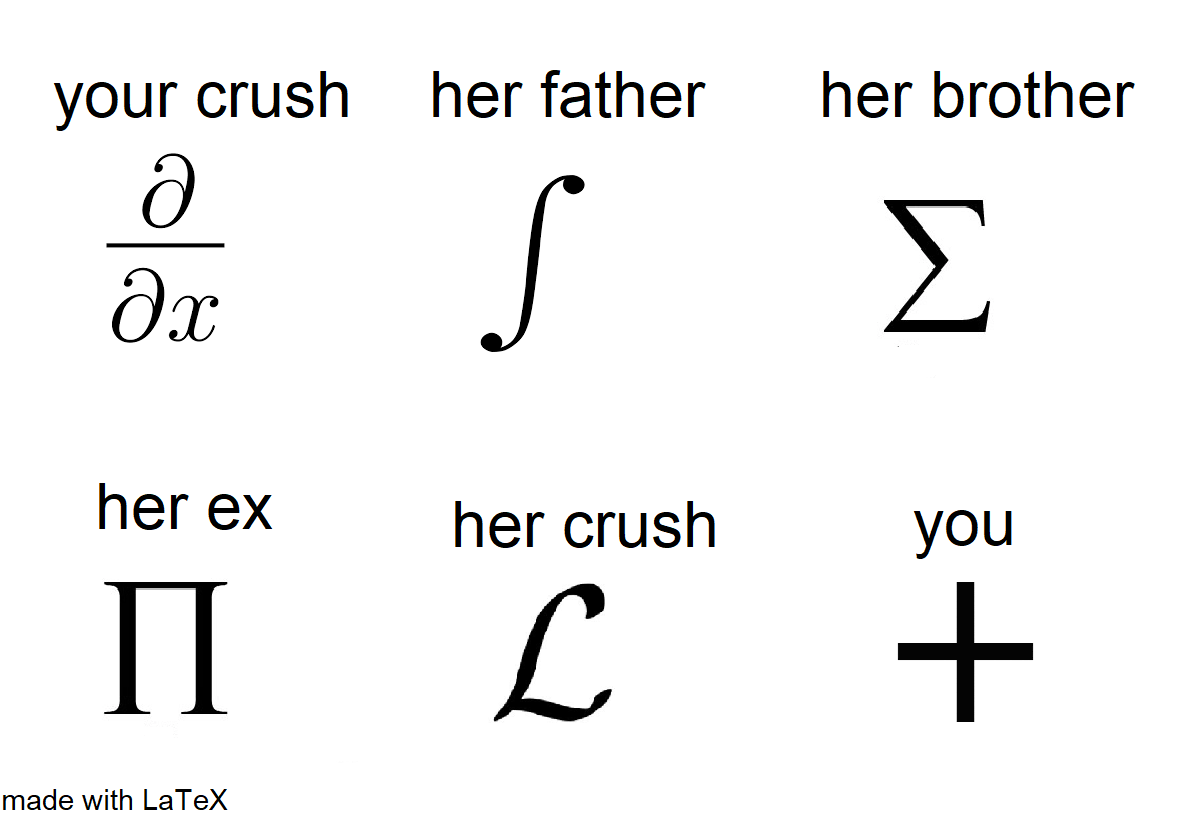 your crush
her father
her brother
∂
∂x
∫
∑
her ex
her crush
you
∏
ℒ
+
made with LaTeX